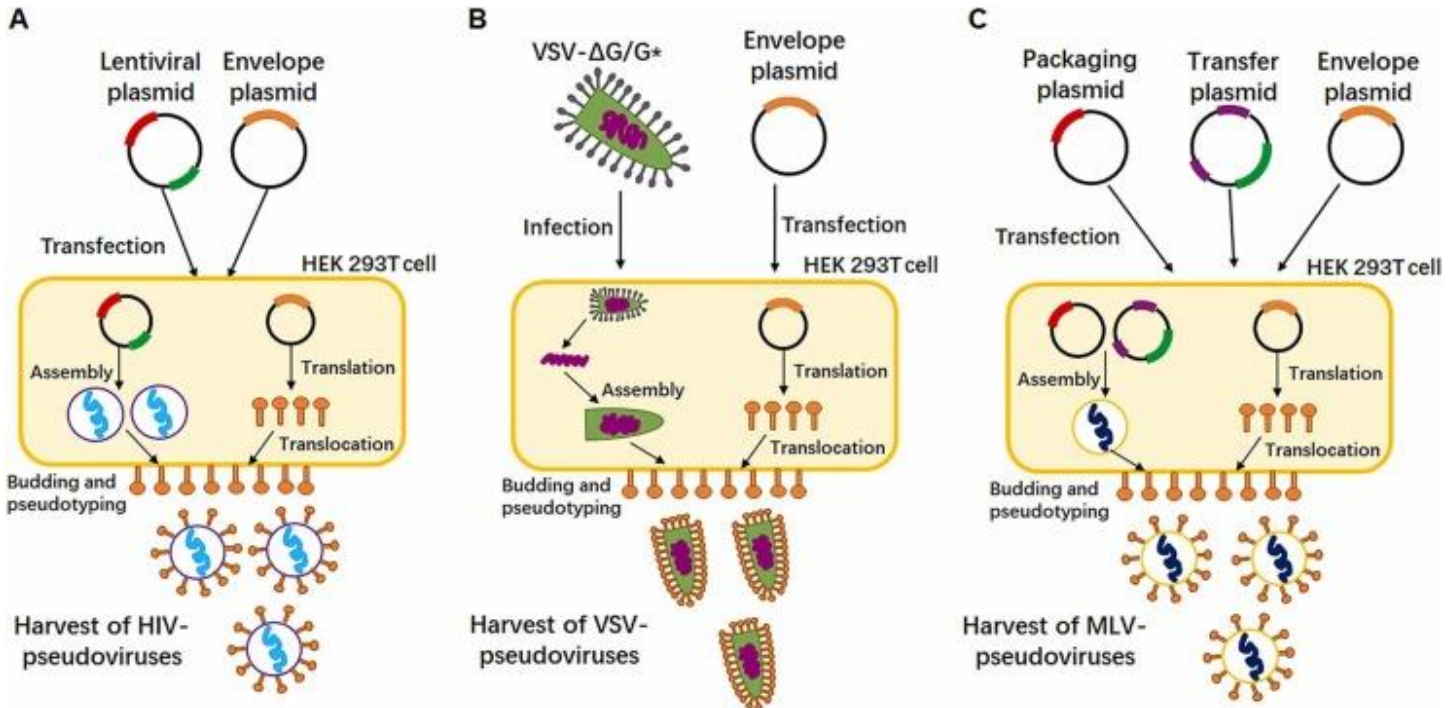 A
Lentiviral
plasmid
Envelope
plasmid
Transfection
HEK 293T cell
Assembly
Translation
Translocation
Budding and
pseudotyping
Harvest of HIV-
pseudoviruses
B
VSV-ΔG/G*
Envelope
plasmid
Infection
Transfection
HEK 293T cell
Assembly
Translation
Translocation
Budding and
pseudotyping
Harvest of VSV-
pseudoviruses
C
Packaging
plasmid
Transfer
plasmid
Envelope
plasmid
Transfection
HEK 293T cell
Assembly
Translation
Translocation
Budding and
pseudotyping
Harvest of MLV-
pseudoviruses